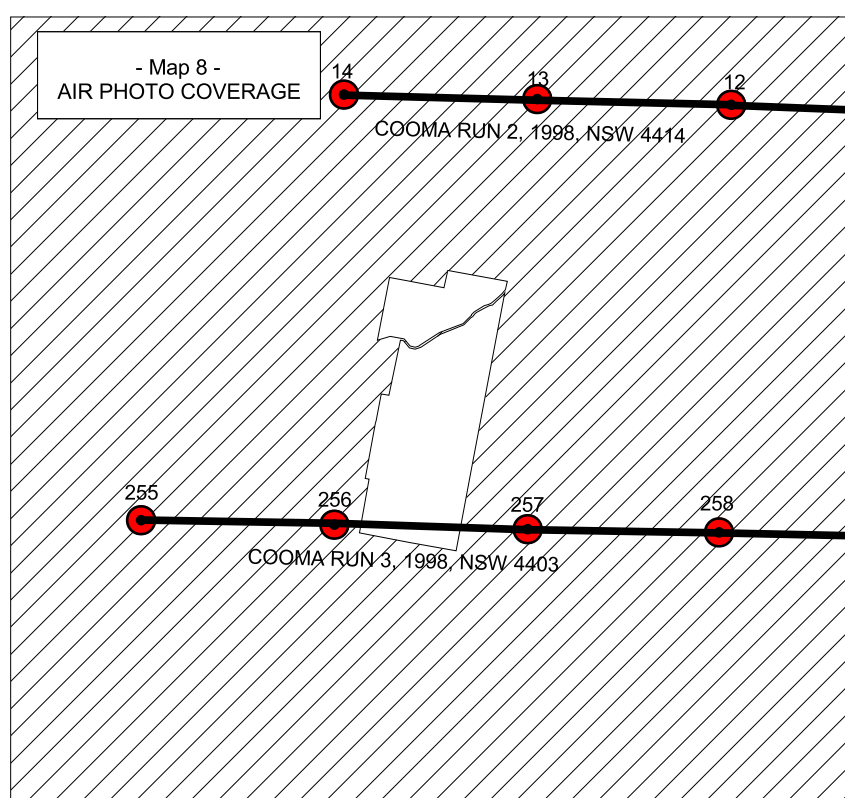 - Map 8 -
AIR PHOTO COVERAGE
14
13
12
COOMA RUN 2, 1998, NSW 4414
255
256
257
258
COOMA RUN 3, 1998, NSW 4403